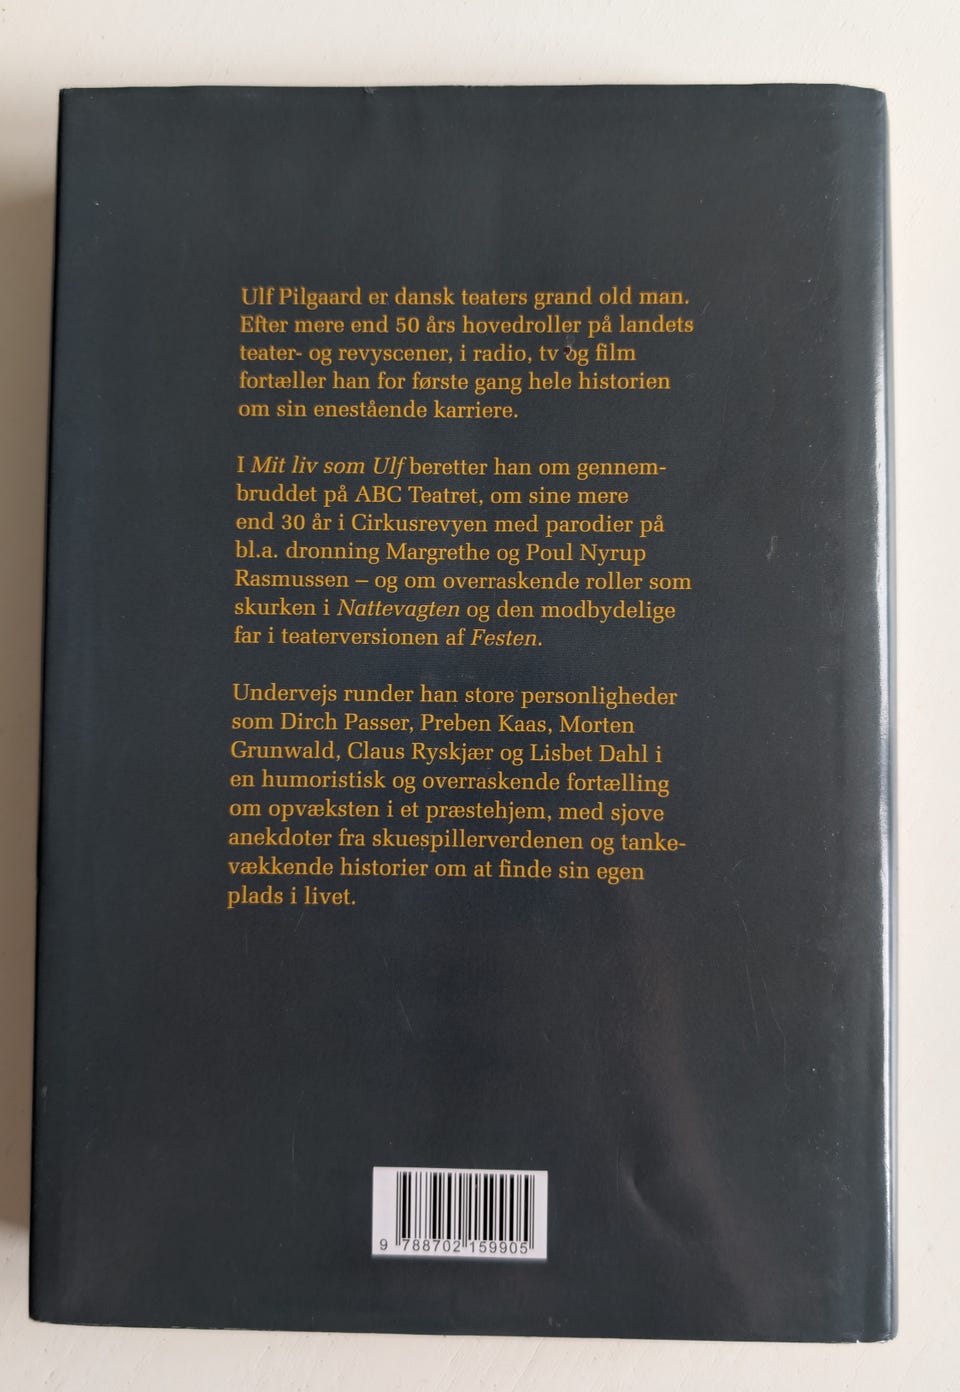 Ulf Pilgaard er dansk teaters grand old man.
Efter mere end 50 års hovedroller på landets
teater- og revyscener, i radio, tv og film
fortæller han for første gang hele historien
om sin enestående karriere.
I Mit liv som Ulf beretter han om gennem-
bruddet på ABC Teatret, om sine mere
end 30 år i Cirkusrevyen med parodier på
bl.a. dronning Margrethe og Poul Nyrup
Rasmussen – og om overraskende roller som
skurken i Nattevagten og den modbydelige
far i teaterversionen af Festen.
Undervejs runder han store personligheder
som Dirch Passer, Preben Kaas, Morten
Grunwald, Claus Ryskjær og Lisbet Dahl i
en humoristisk og overraskende fortælling
om opvæksten i et præstehjem, med sjove
anekdoter fra skuespillerverdenen og tanke-
vækkende historier om at finde sin egen
plads i livet.
9 788702 159905